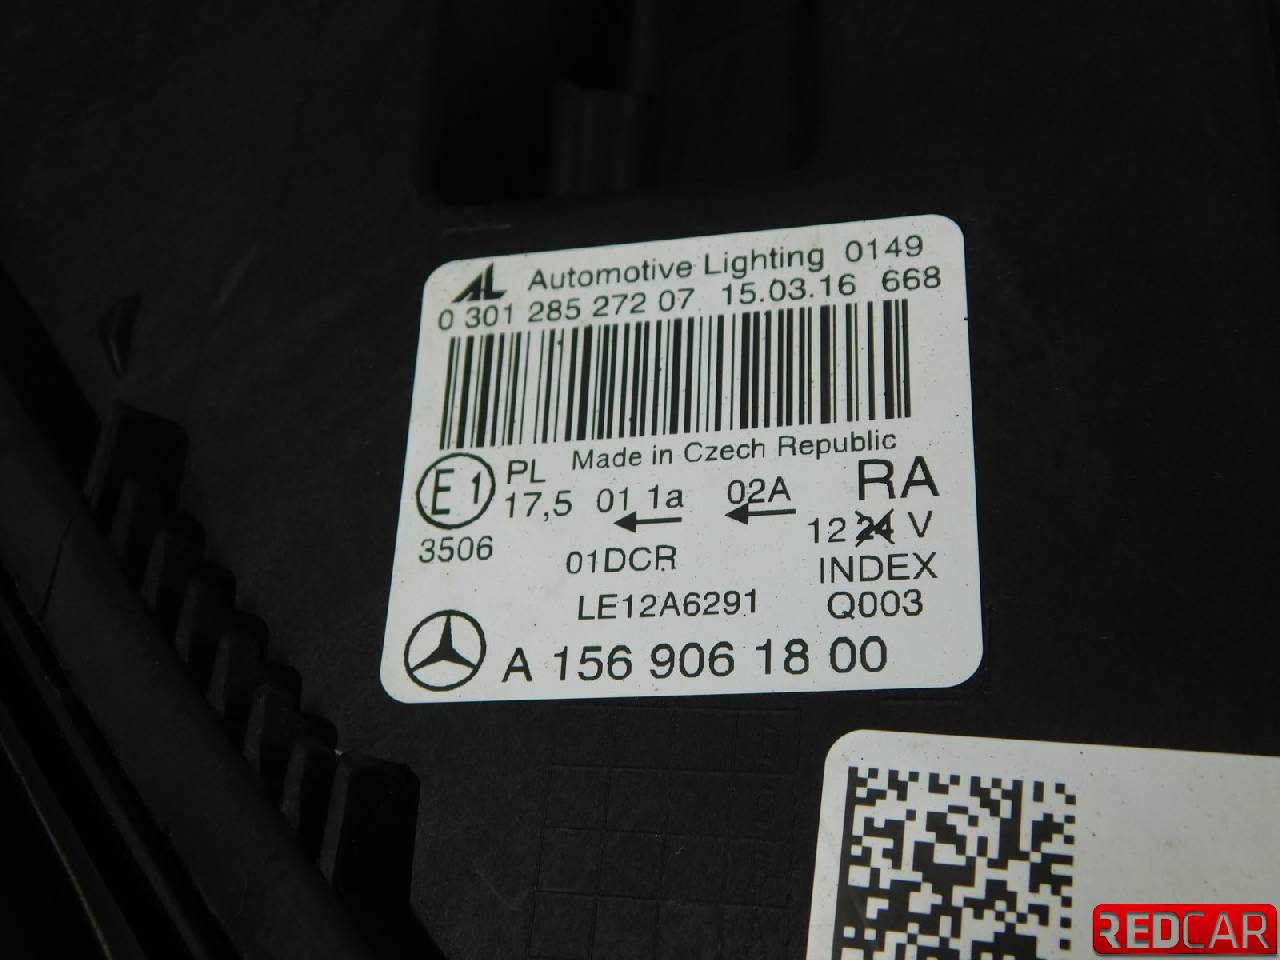 AL Automotive Lighting 0149
0 301 285 272 07 15.03.16 668
Made in Czech Republic
E1 PL RA
17,5 01 1a 02A
12 24 V
3506 01DCR INDEX
LE12A6291 Q003
A 156 906 18 00
REDCAR